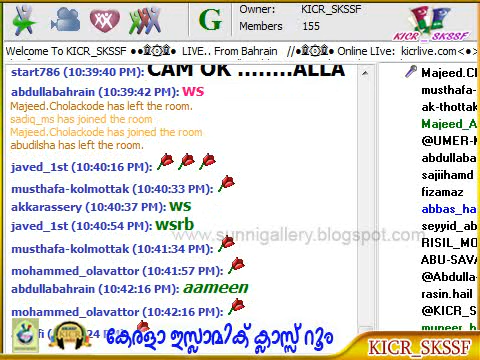 Owner: KICR_SKSSF
Members 155
KICR_SKSSF
Welcome To KICR_SKSSF LIVE.. From Bahrain //● Online LIve: kicrlive.com<●>
start786 (10:39:40 PM): CAM OK ........ALLA
abdullabahrain (10:39:42 PM): ws
Majeed.Cholackode has left the room.
sadiq_ms has joined the room
Majeed.Cholackode has joined the room
abudilsha has left the room.
javed_1st (10:40:16 PM):
musthafa-kolmottak (10:40:33 PM):
akkarassery (10:40:37 PM): ws
javed_1st (10:40:54 PM): wsrb
www.sunnigallery.blogspot.com
musthafa-kolmottak (10:41:34 PM):
mohammed_olavattor (10:41:57 PM):
abdullabahrain (10:42:16 PM): aameen
mohammed_olavattor (10:42:16 PM):
Majeed.Ch
musthafa-
ak-thottak
Majeed_A
@UMER-
abdullaba
sajiihamd
fizamaz
abbas_ha
seyyid_ab
RISIL_MO
ABU-SAVA
@Abdulla-
rasin.hail
@Kumar
muneer_h
കേരളാ ഇസ്ലാമിക് ക്ലാസ്സ് റൂം
KICR_SKSSF